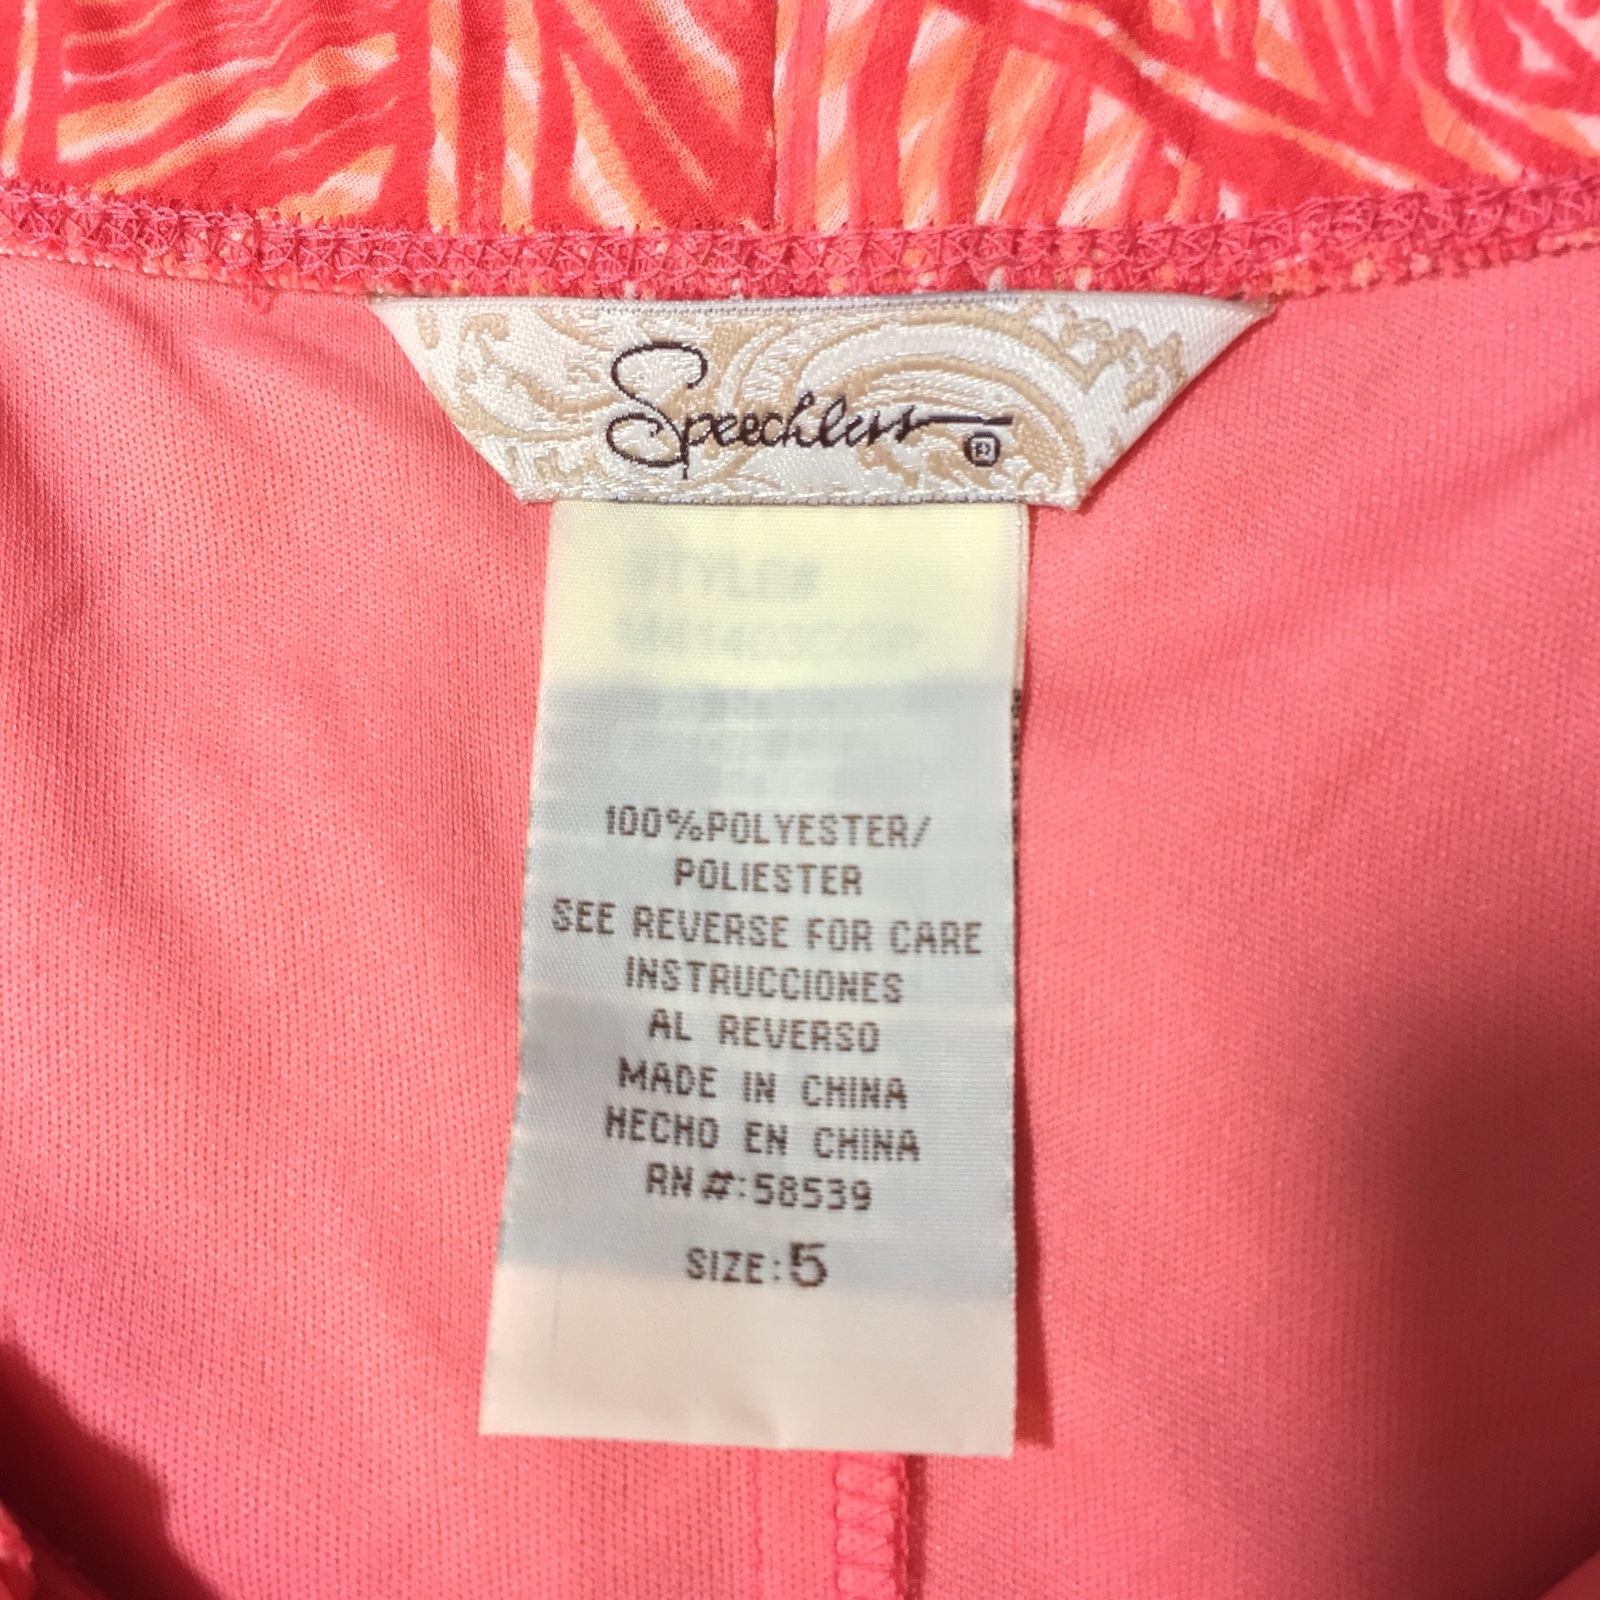 Speechless ®
STYLE#
100%POLYESTER/
POLIESTER
SEE REVERSE FOR CARE
INSTRUCCIONES
AL REVERSO
MADE IN CHINA
HECHO EN CHINA
RN#:58539
SIZE:5